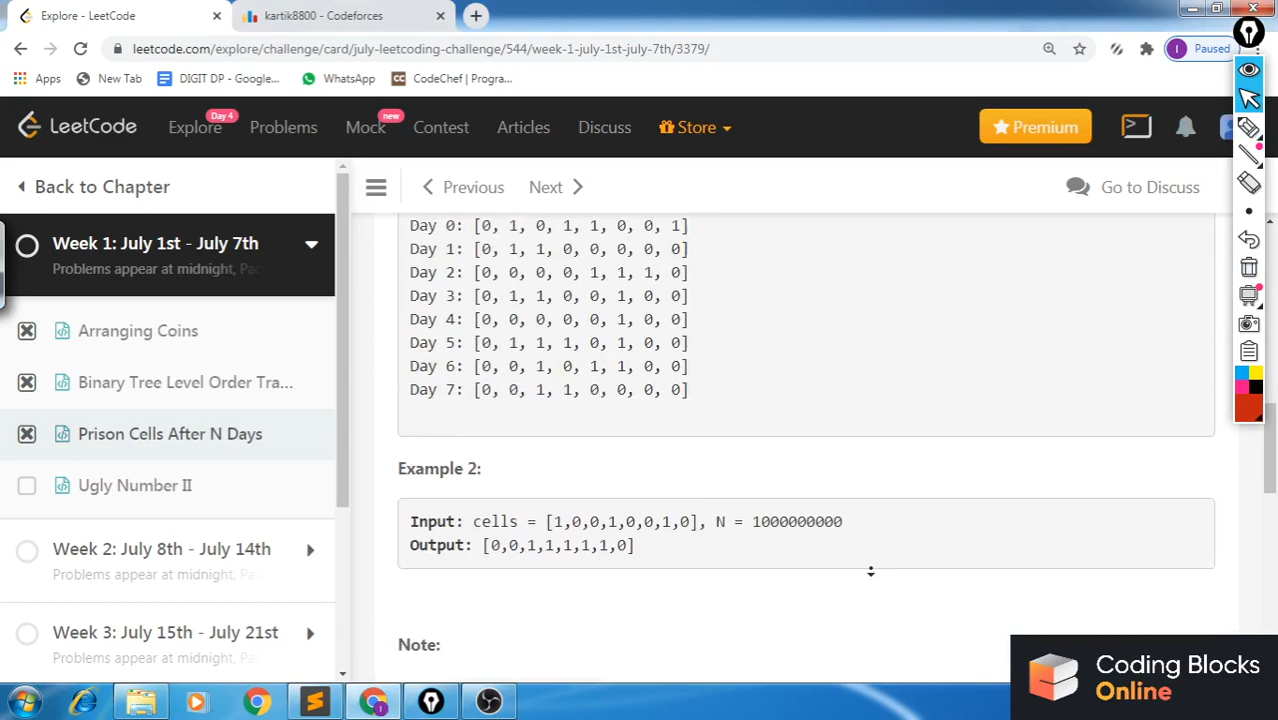 Explore - LeetCode
kartik8800 - Codeforces
leetcode.com/explore/challenge/card/july-leetcoding-challenge/544/week-1-july-1st-july-7th/3379/
I Paused
Apps New Tab DIGIT DP - Google... WhatsApp CC CodeChef | Progra...
LeetCode Explore Day 4 Problems Mock new Contest Articles Discuss Store Premium
Back to Chapter
Previous Next Go to Discuss
Week 1: July 1st - July 7th
Problems appear at midnight, Pac
Arranging Coins
Binary Tree Level Order Tra...
Prison Cells After N Days
Ugly Number II
Week 2: July 8th - July 14th
Problems appear at midnight, Pac
Week 3: July 15th - July 21st
Problems appear at midnight, Pac
Day 0: [0, 1, 0, 1, 1, 0, 0, 1]
Day 1: [0, 1, 1, 0, 0, 0, 0, 0]
Day 2: [0, 0, 0, 0, 1, 1, 1, 0]
Day 3: [0, 1, 1, 0, 0, 1, 0, 0]
Day 4: [0, 0, 0, 0, 0, 1, 0, 0]
Day 5: [0, 1, 1, 1, 0, 1, 0, 0]
Day 6: [0, 0, 1, 0, 1, 1, 0, 0]
Day 7: [0, 0, 1, 1, 0, 0, 0, 0]
Example 2:
Input: cells = [1,0,0,1,0,0,1,0], N = 1000000000
Output: [0,0,1,1,1,1,1,0]
Note:
Coding Blocks
Online